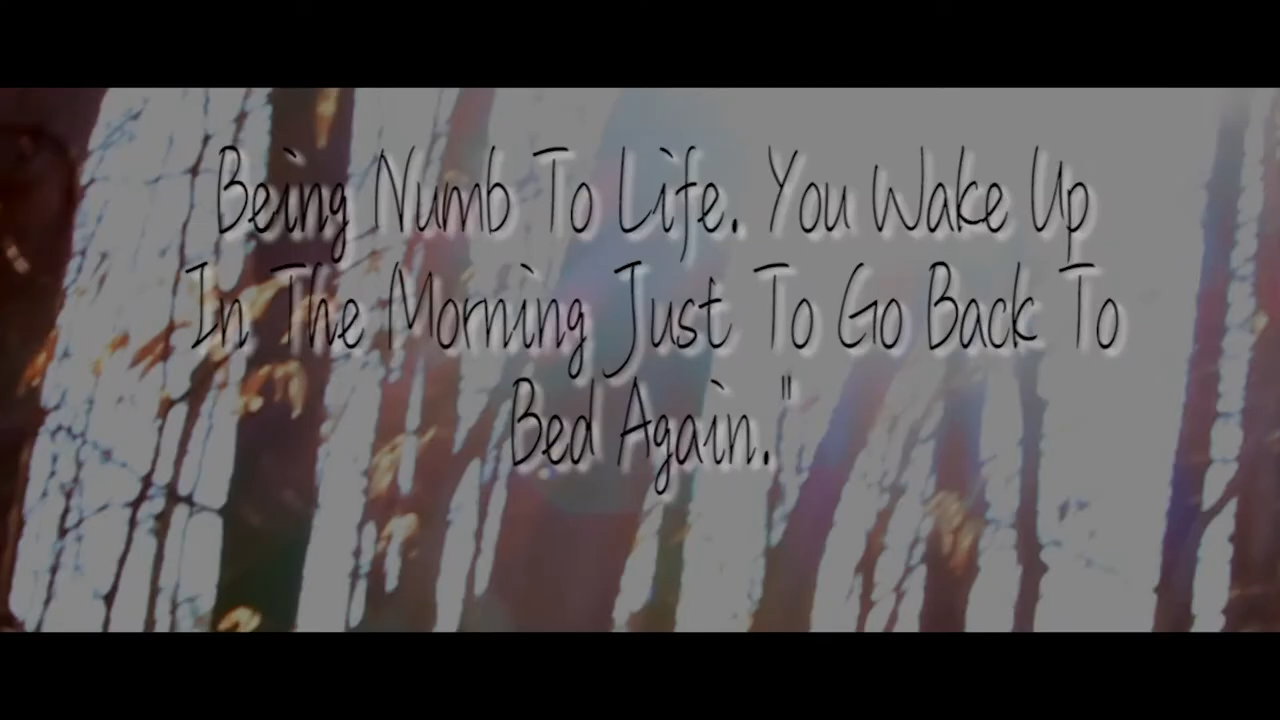 Being Numb To Life. You Wake Up
In The Morning Just To Go Back To
Bed Again."